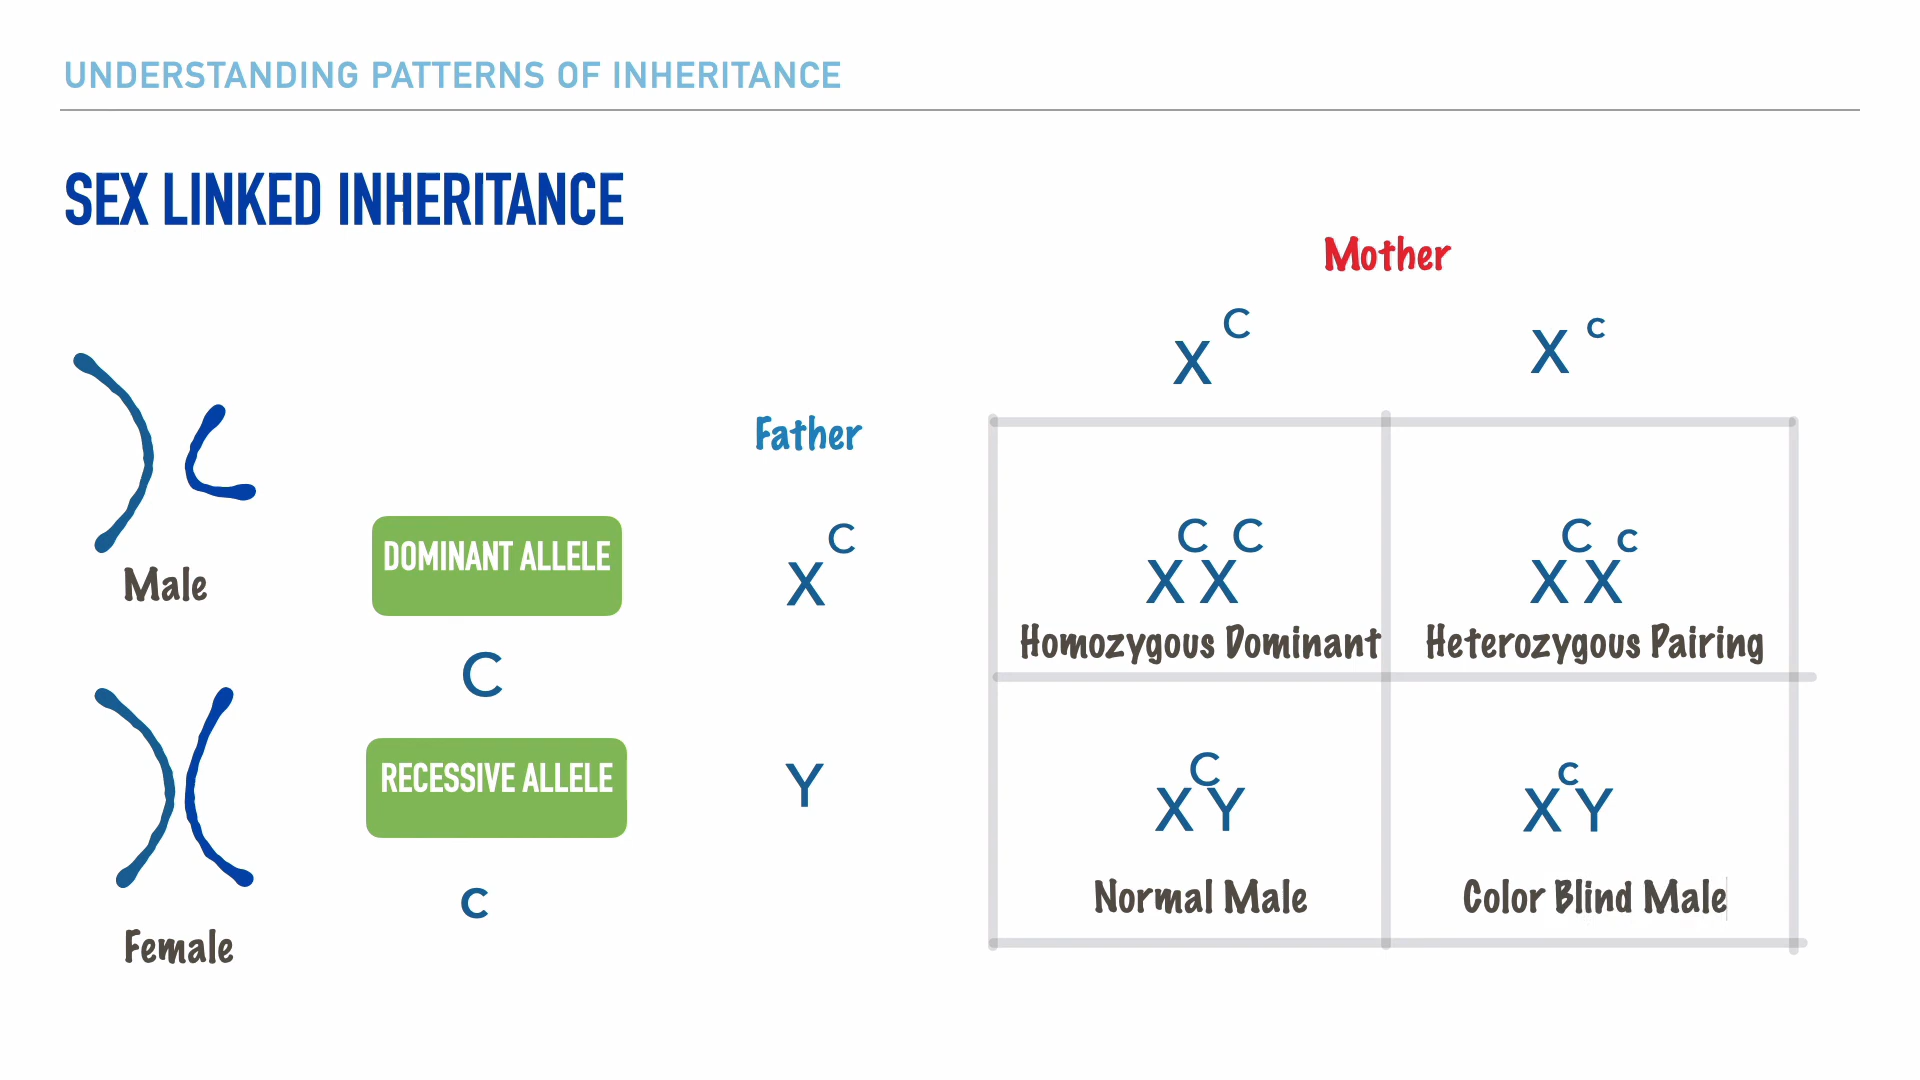 UNDERSTANDING PATTERNS OF INHERITANCE
SEX LINKED INHERITANCE
Mother
X C
X c
Father
Male
DOMINANT ALLELE
C
X C
C C
X X
Homozygous Dominant
C c
X X
Heterozygous Pairing
RECESSIVE ALLELE
c
Y
C
X Y
Normal Male
c
X Y
Color Blind Male
Female